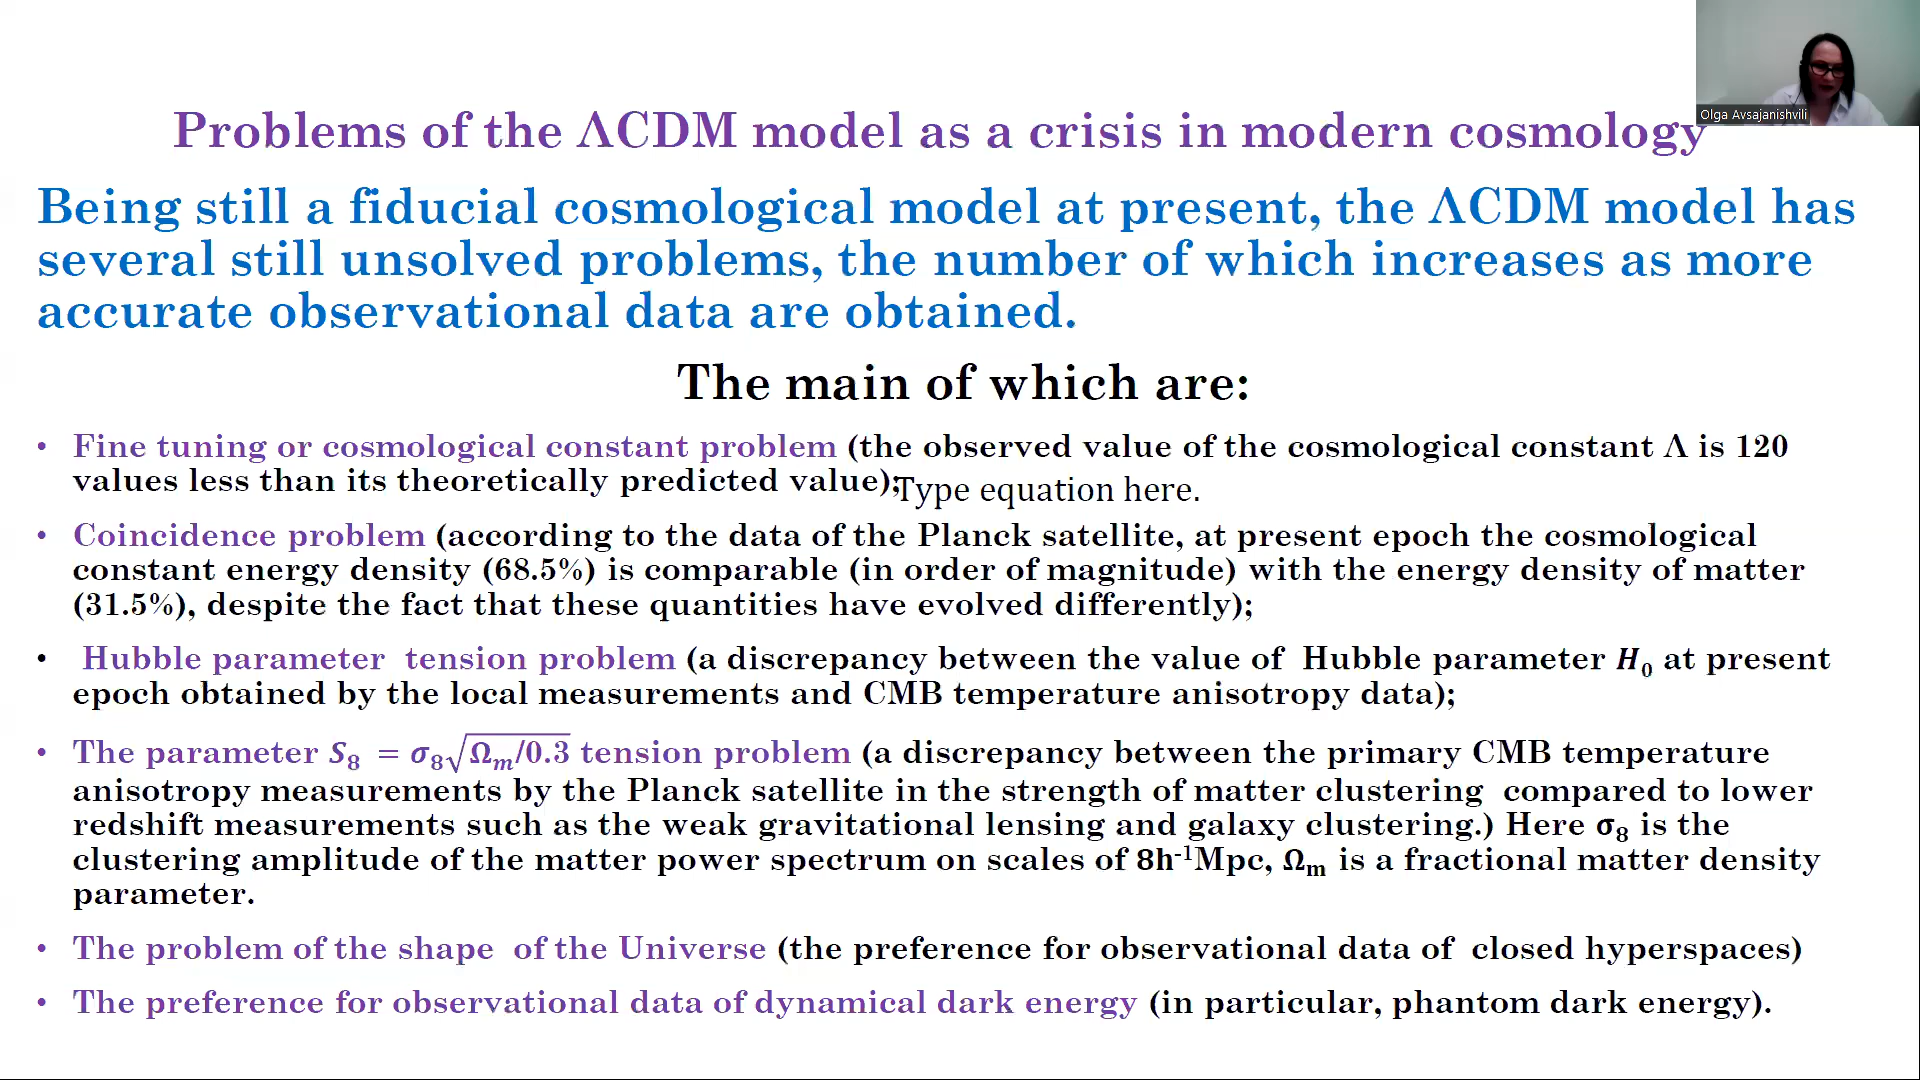 Olga Avsajanishvili
Problems of the ΛCDM model as a crisis in modern cosmology
Being still a fiducial cosmological model at present, the ΛCDM model has
several still unsolved problems, the number of which increases as more
accurate observational data are obtained.
The main of which are:
• Fine tuning or cosmological constant problem (the observed value of the cosmological constant Λ is 120
values less than its theoretically predicted value);Type equation here.
• Coincidence problem (according to the data of the Planck satellite, at present epoch the cosmological
constant energy density (68.5%) is comparable (in order of magnitude) with the energy density of matter
(31.5%), despite the fact that these quantities have evolved differently);
• Hubble parameter tension problem (a discrepancy between the value of Hubble parameter H₀ at present
epoch obtained by the local measurements and CMB temperature anisotropy data);
• The parameter S₈ = σ₈√Ωₘ/0.3 tension problem (a discrepancy between the primary CMB temperature
anisotropy measurements by the Planck satellite in the strength of matter clustering compared to lower
redshift measurements such as the weak gravitational lensing and galaxy clustering.) Here σ₈ is the
clustering amplitude of the matter power spectrum on scales of 8h⁻¹Mpc, Ωₘ is a fractional matter density
parameter.
• The problem of the shape of the Universe (the preference for observational data of closed hyperspaces)
• The preference for observational data of dynamical dark energy (in particular, phantom dark energy).